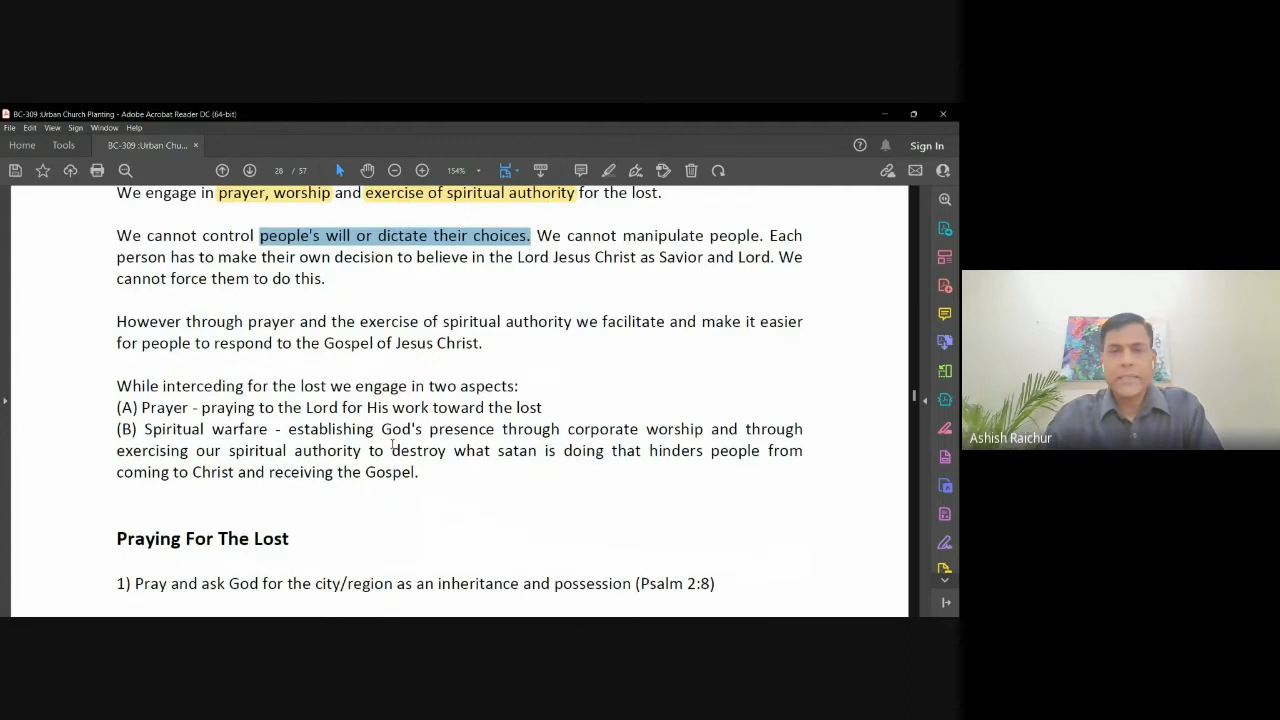 BC-309 :Urban Church Planting - Adobe Acrobat Reader DC (64-bit)
File Edit View Sign Window Help
Home Tools BC-309 :Urban Chu... × Sign In
28 / 57 154%
We engage in prayer, worship and exercise of spiritual authority for the lost.
We cannot control people's will or dictate their choices. We cannot manipulate people. Each
person has to make their own decision to believe in the Lord Jesus Christ as Savior and Lord. We
cannot force them to do this.
However through prayer and the exercise of spiritual authority we facilitate and make it easier
for people to respond to the Gospel of Jesus Christ.
While interceding for the lost we engage in two aspects:
(A) Prayer - praying to the Lord for His work toward the lost
(B) Spiritual warfare - establishing God's presence through corporate worship and through
exercising our spiritual authority to destroy what satan is doing that hinders people from
coming to Christ and receiving the Gospel.
Praying For The Lost
1) Pray and ask God for the city/region as an inheritance and possession (Psalm 2:8)
Ashish Raichur